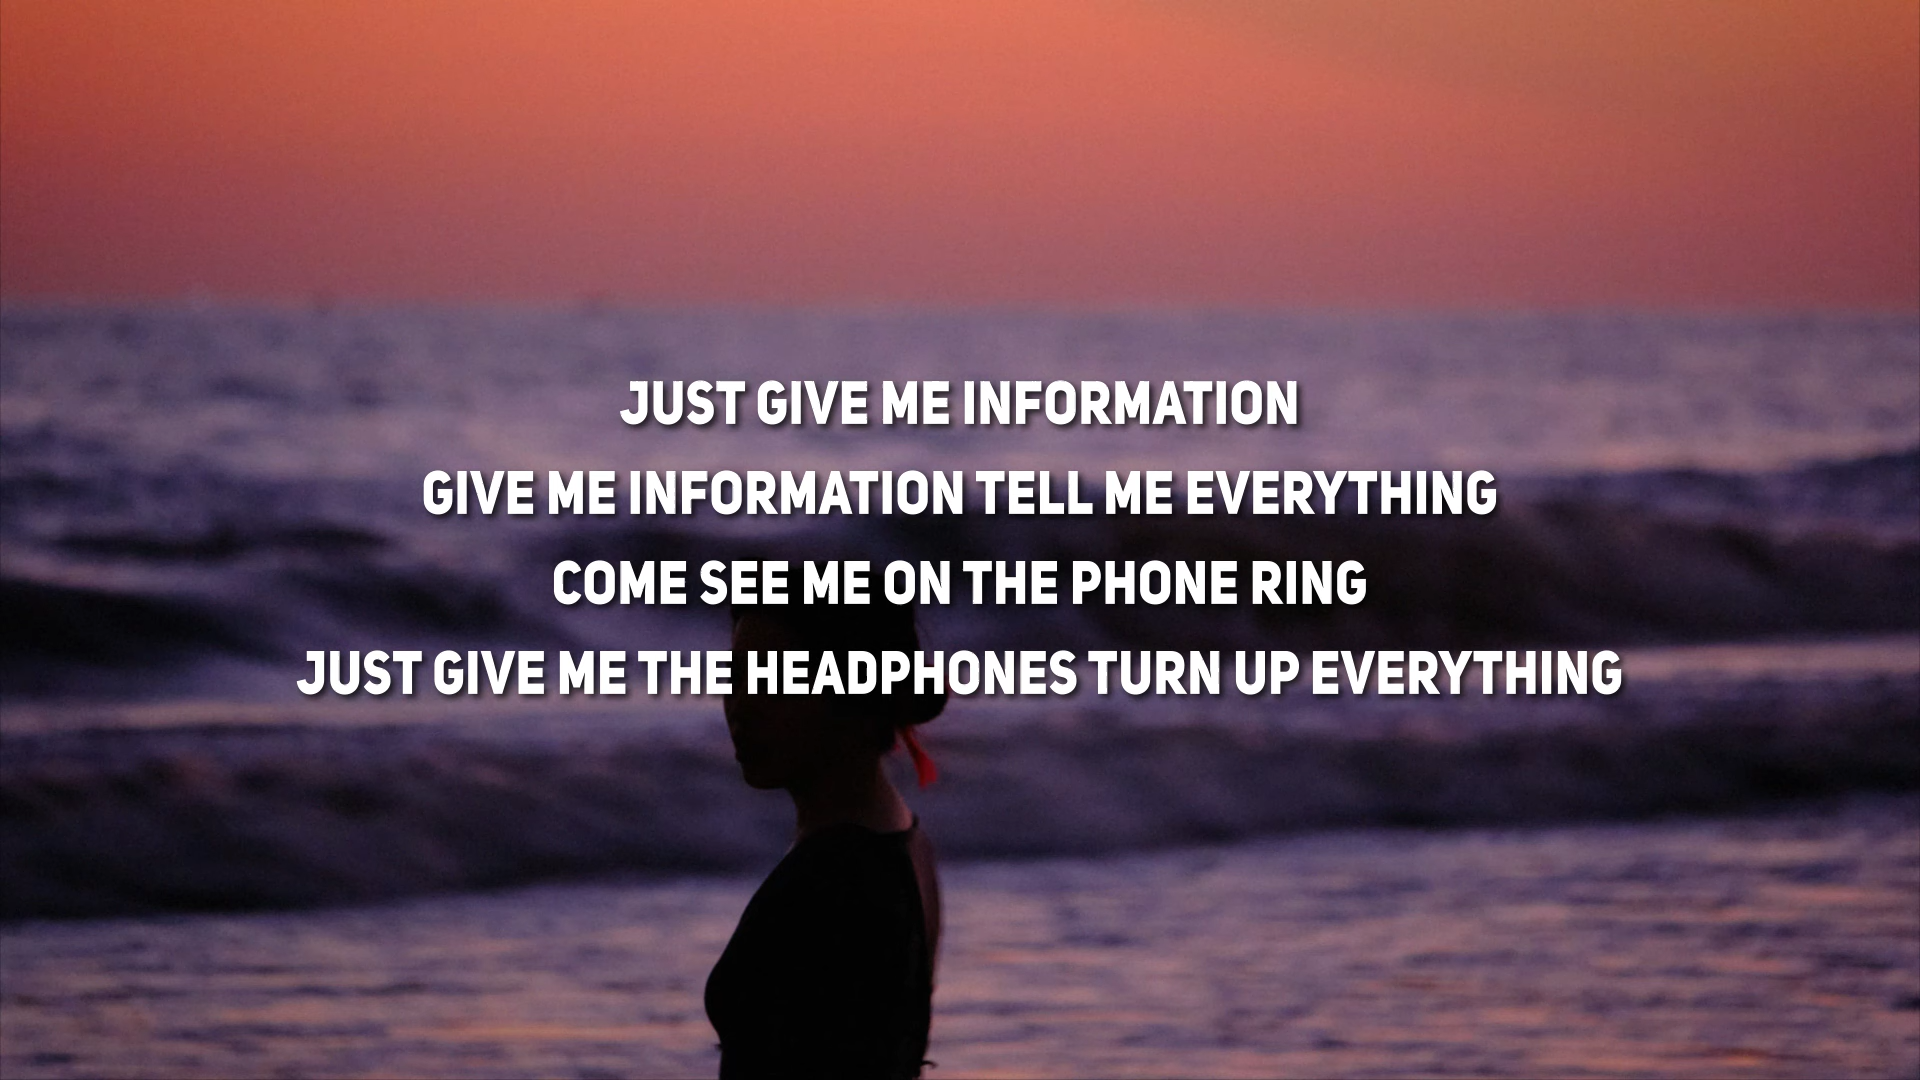 JUST GIVE ME INFORMATION
GIVE ME INFORMATION TELL ME EVERYTHING
COME SEE ME ON THE PHONE RING
JUST GIVE ME THE HEADPHONES TURN UP EVERYTHING